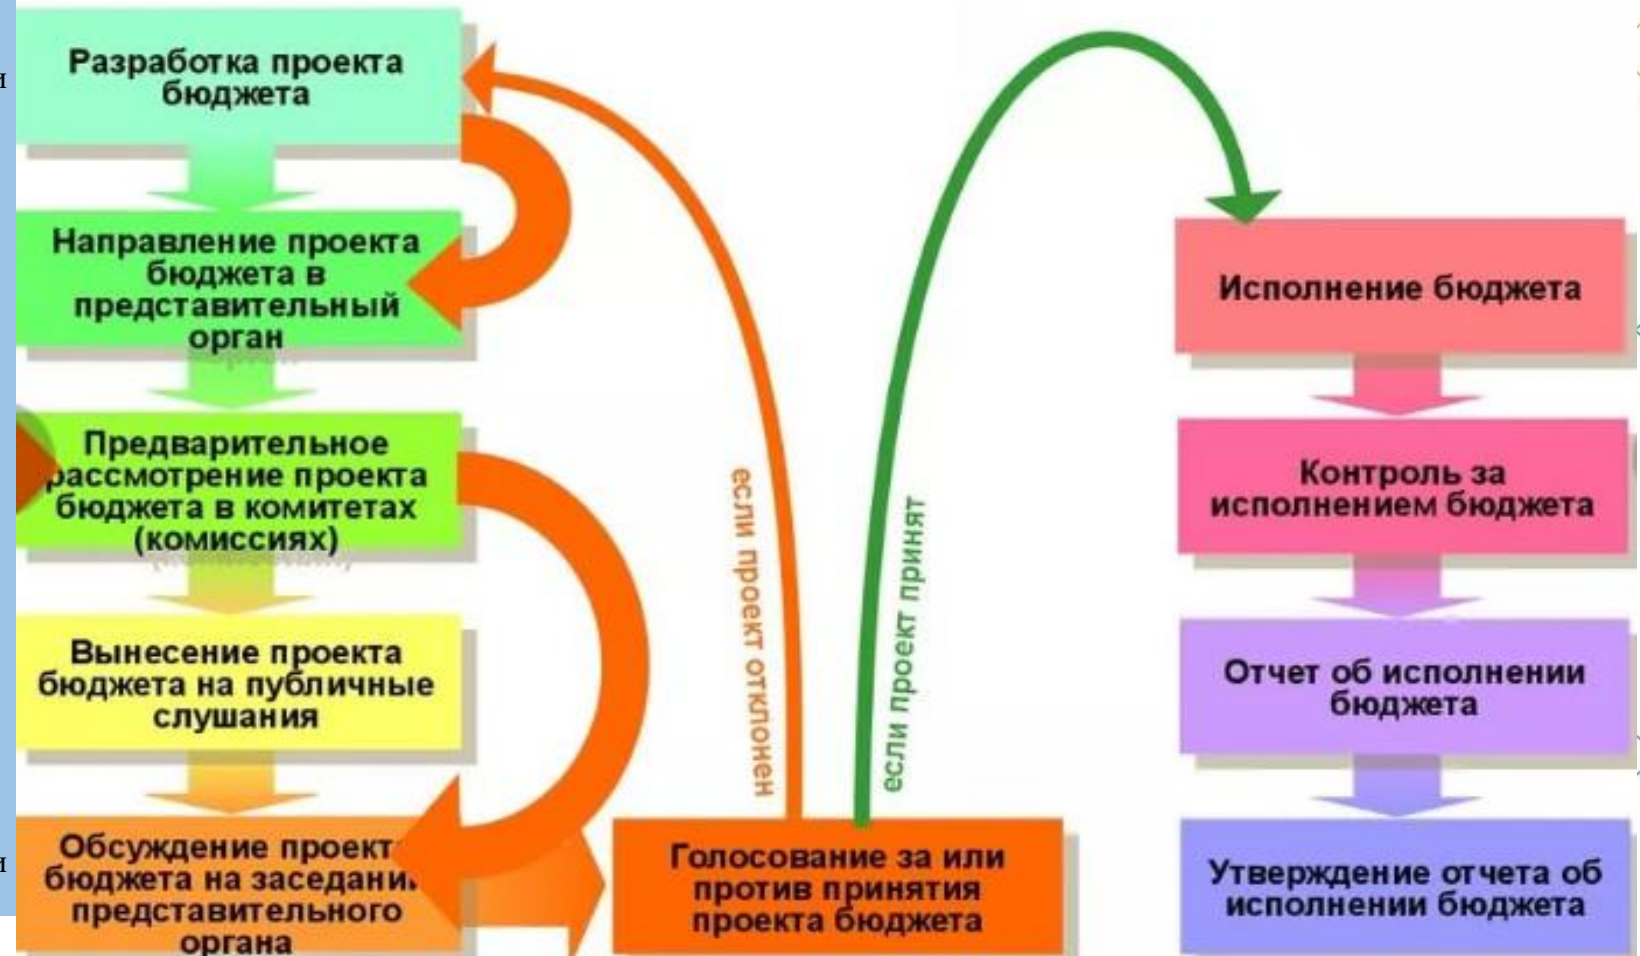 Разработка проекта
бюджета
Направление проекта
бюджета в
представительный
орган
Предварительное
рассмотрение проекта
бюджета в комитетах
(комиссиях)
Вынесение проекта
бюджета на публичные
слушания
Обсуждение проекта
бюджета на заседании
представительного
органа
Голосование за или
против принятия
проекта бюджета
если проект отклонен
если проект принят
Исполнение бюджета
Контроль за
исполнением бюджета
Отчет об исполнении
бюджета
Утверждение отчета об
исполнении бюджета